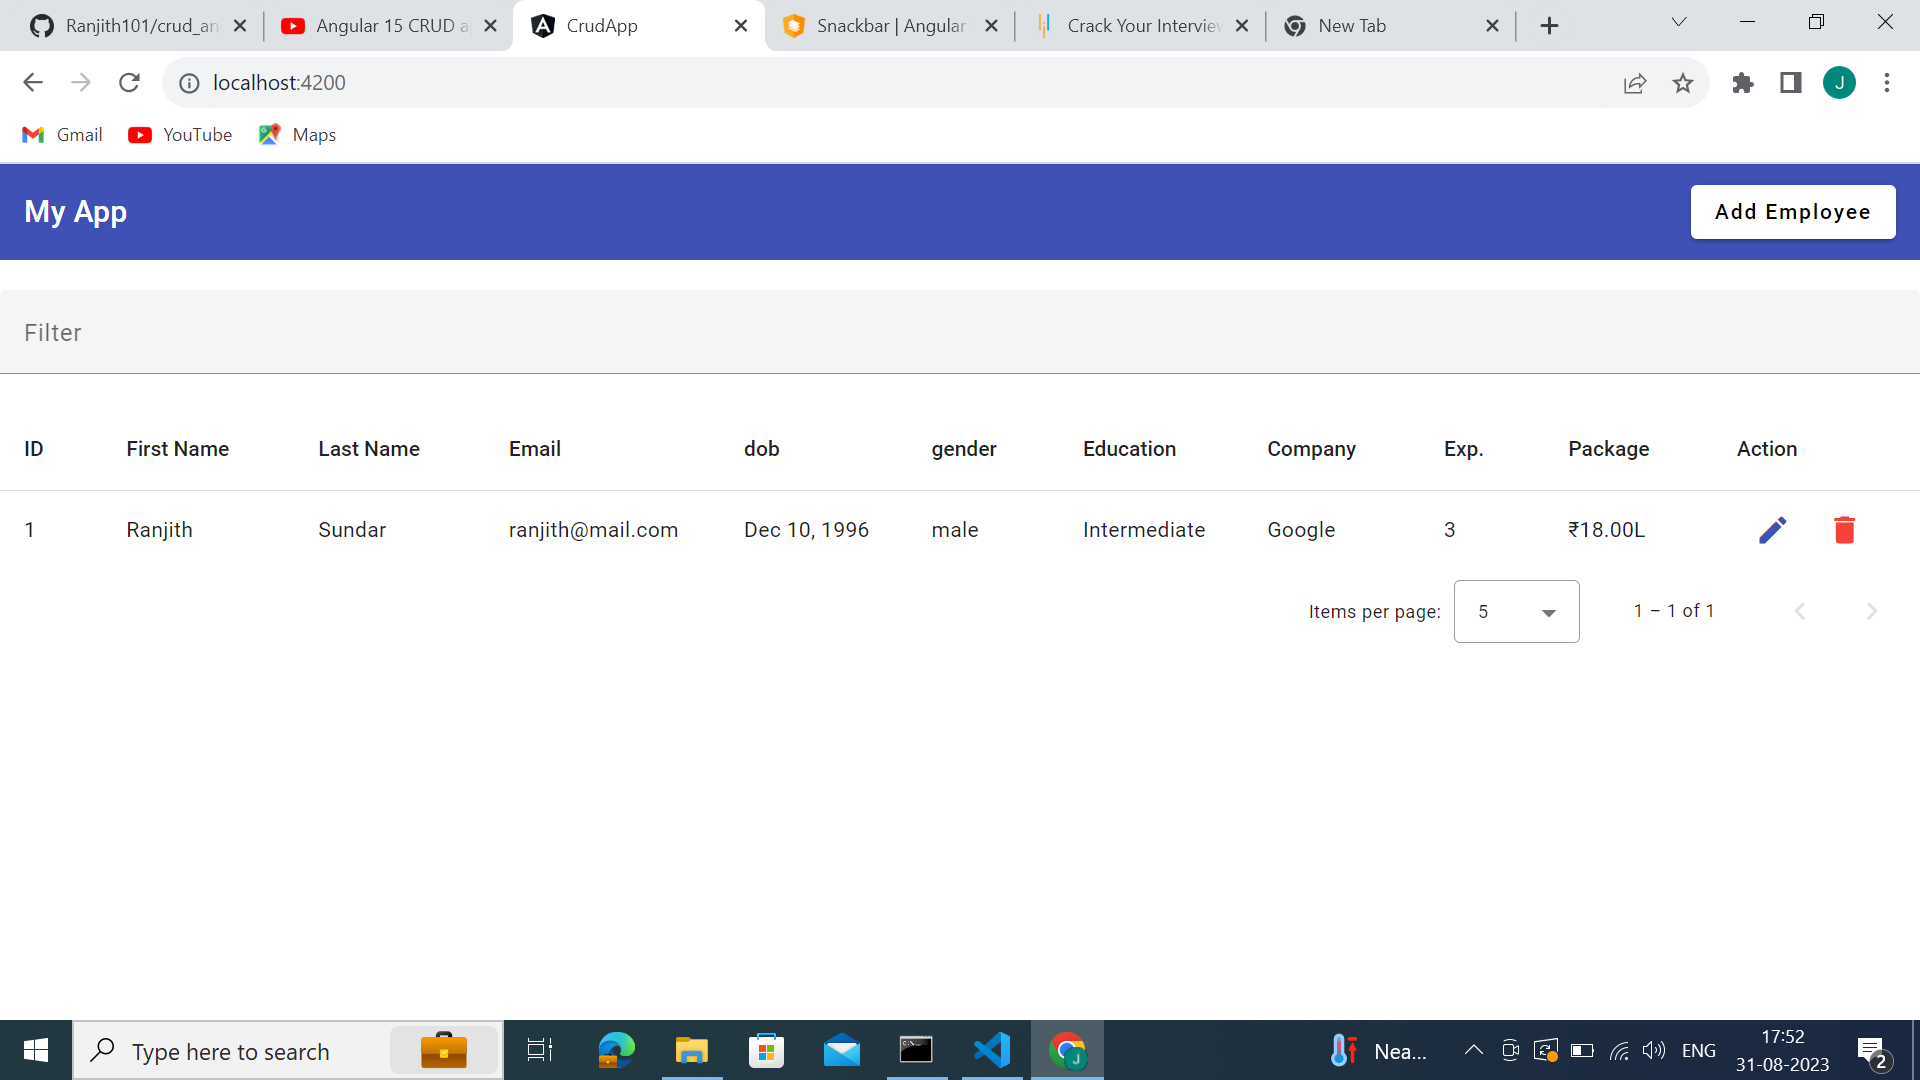 Ranjith101/crud_an
Angular 15 CRUD a
CrudApp
Snackbar | Angular
Crack Your Interview
New Tab
localhost:4200
J
Gmail
YouTube
Maps
My App
Add Employee
Filter
ID First Name Last Name Email dob gender Education Company Exp. Package Action
1 Ranjith Sundar ranjith@mail.com Dec 10, 1996 male Intermediate Google 3 ₹18.00L
Items per page: 5 1 – 1 of 1
Type here to search
J
Nea...
ENG
17:52
31-08-2023
2